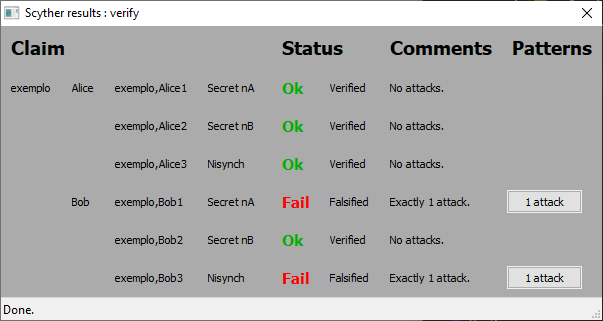 Scyther results : verify
Claim Status Comments Patterns
exemplo Alice exemplo,Alice1 Secret nA Ok Verified No attacks.
exemplo,Alice2 Secret nB Ok Verified No attacks.
exemplo,Alice3 Nisynch Ok Verified No attacks.
Bob exemplo,Bob1 Secret nA Fail Falsified Exactly 1 attack. 1 attack
exemplo,Bob2 Secret nB Ok Verified No attacks.
exemplo,Bob3 Nisynch Fail Falsified Exactly 1 attack. 1 attack
Done.